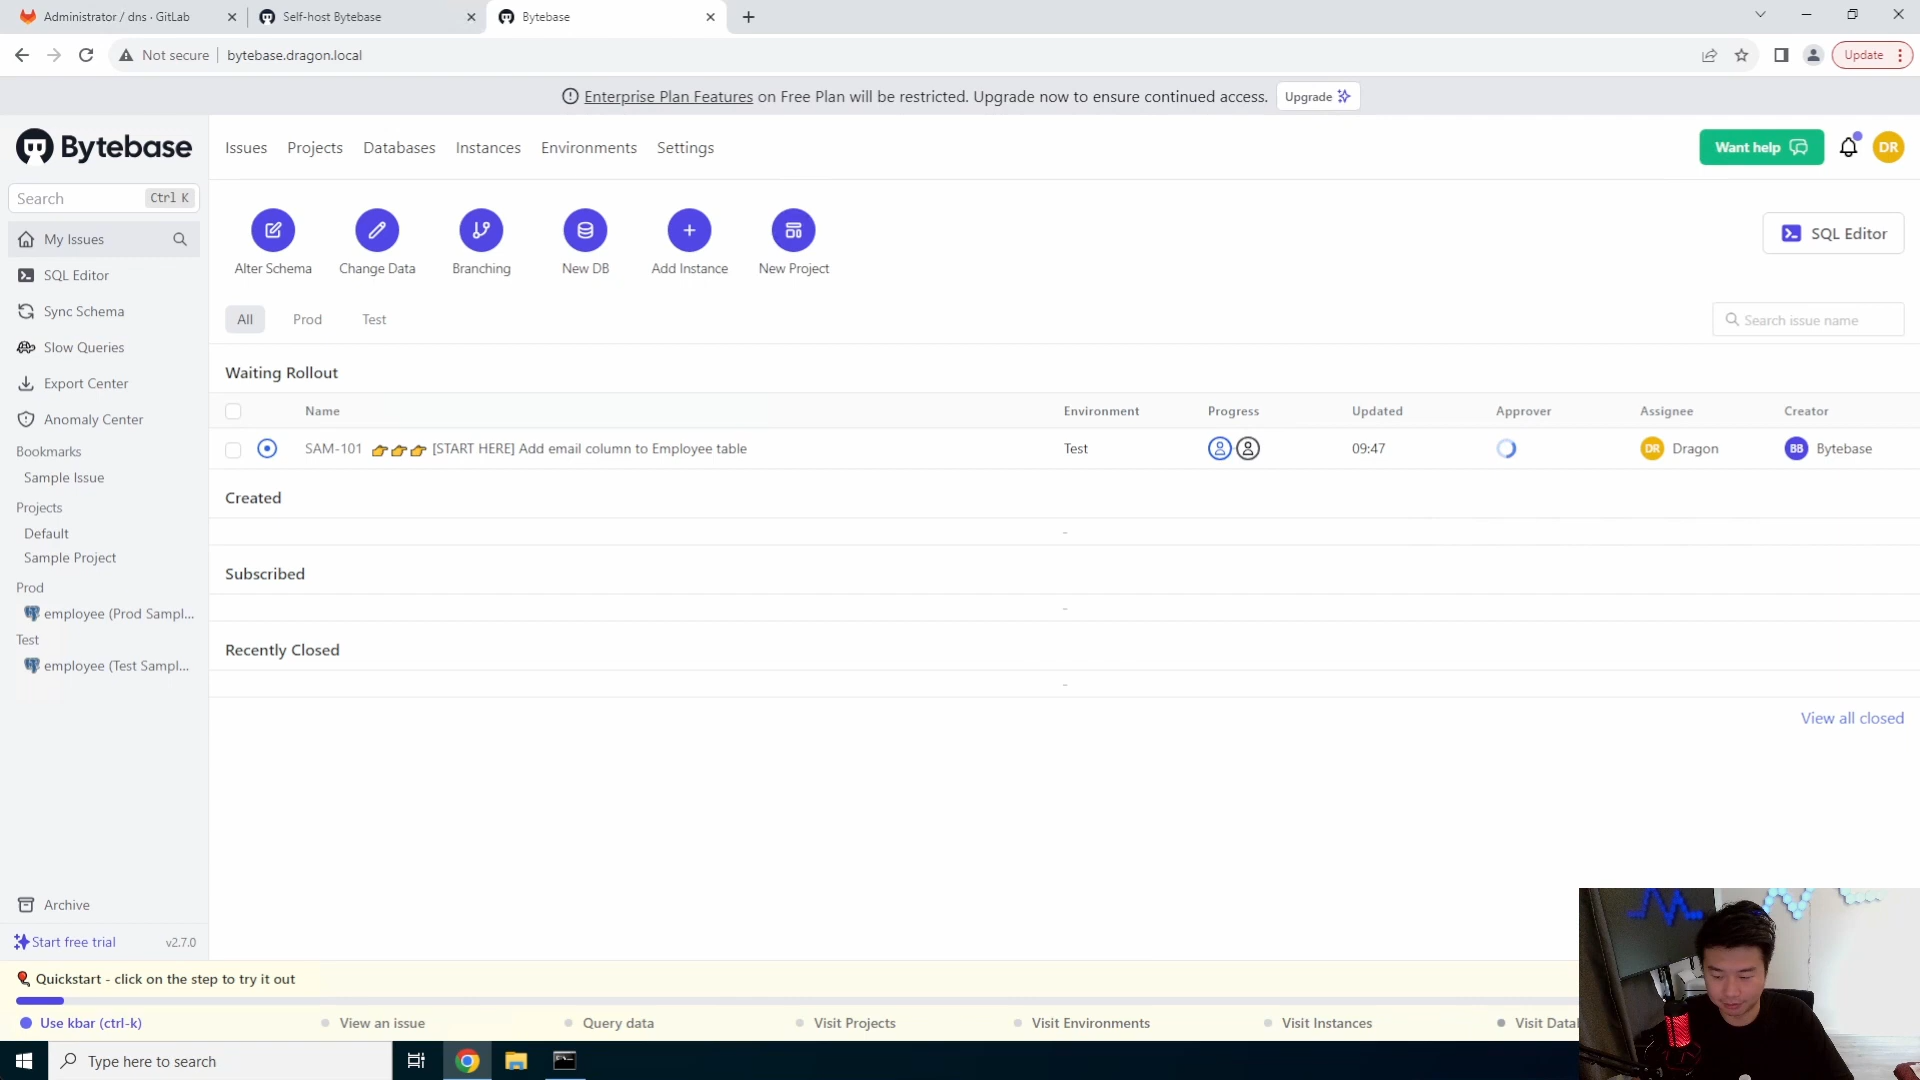 Administrator / dns · GitLab
Self-host Bytebase
Bytebase
Not secure
bytebase.dragon.local
Update
Enterprise Plan Features on Free Plan will be restricted. Upgrade now to ensure continued access.
Upgrade
Bytebase
Issues
Projects
Databases
Instances
Environments
Settings
Want help
DR
Search
Ctrl K
My Issues
SQL Editor
Sync Schema
Slow Queries
Export Center
Anomaly Center
Bookmarks
Sample Issue
Projects
Default
Sample Project
Prod
employee (Prod Sampl...
Test
employee (Test Sampl...
Archive
Start free trial
v2.7.0
Alter Schema
Change Data
Branching
New DB
Add Instance
New Project
SQL Editor
All
Prod
Test
Search issue name
Waiting Rollout
Name
Environment
Progress
Updated
Approver
Assignee
Creator
SAM-101 👉👉👉 [START HERE] Add email column to Employee table
Test
09:47
DR Dragon
BB Bytebase
Created
-
Subscribed
-
Recently Closed
-
View all closed
Quickstart - click on the step to try it out
Use kbar (ctrl-k)
View an issue
Query data
Visit Projects
Visit Environments
Visit Instances
Visit Datal
Type here to search